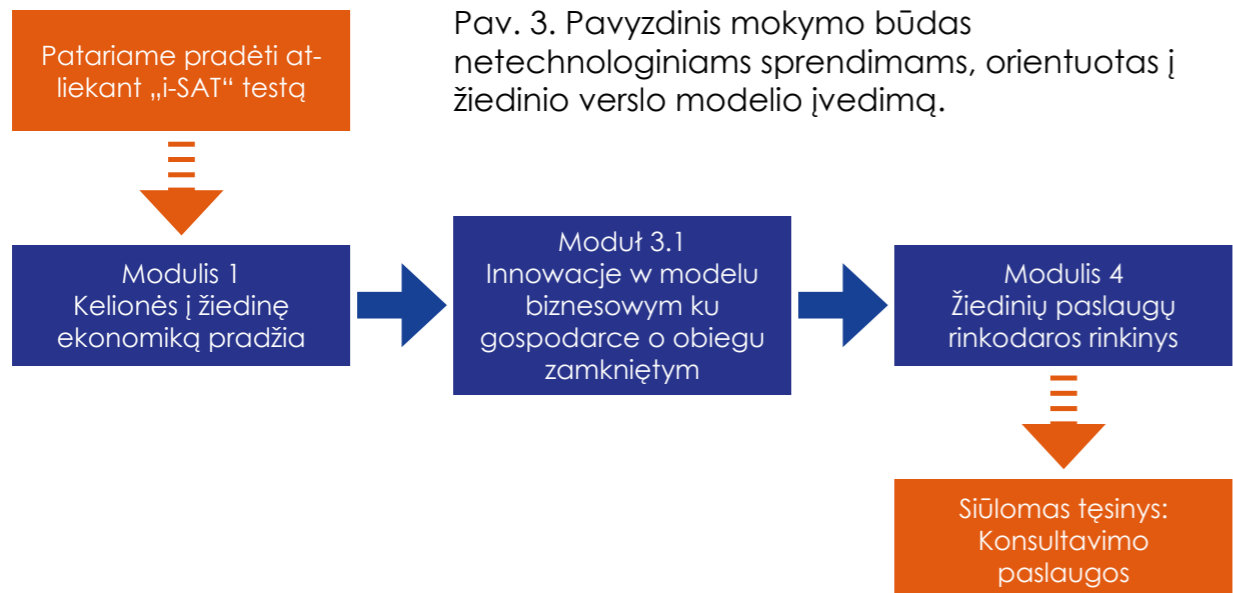 Patariame pradėti at-
liekant „i-SAT“ testą
Pav. 3. Pavyzdinis mokymo būdas
netechnologiniams sprendimams, orientuotas į
žiedinio verslo modelio įvedimą.
Modulis 1
Kelionės į žiedinę
ekonomiką pradžia
Moduł 3.1
Innowacje w modelu
biznesowym ku
gospodarce o obiegu
zamkniętym
Modulis 4
Žiedinių paslaugų
rinkodaros rinkinys
Siūlomas tęsinys:
Konsultavimo
paslaugos